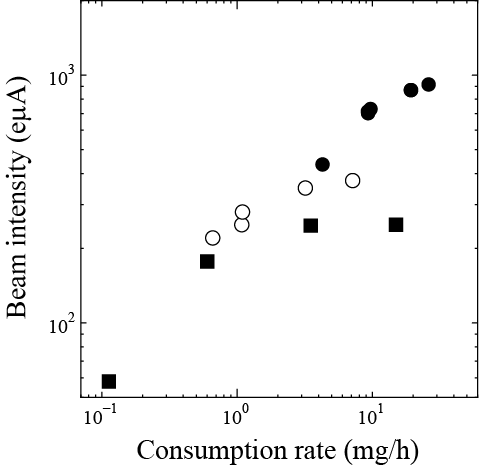 10³
10²
Beam intensity (eμA)
10⁻¹ 10⁰ 10¹
Consumption rate (mg/h)